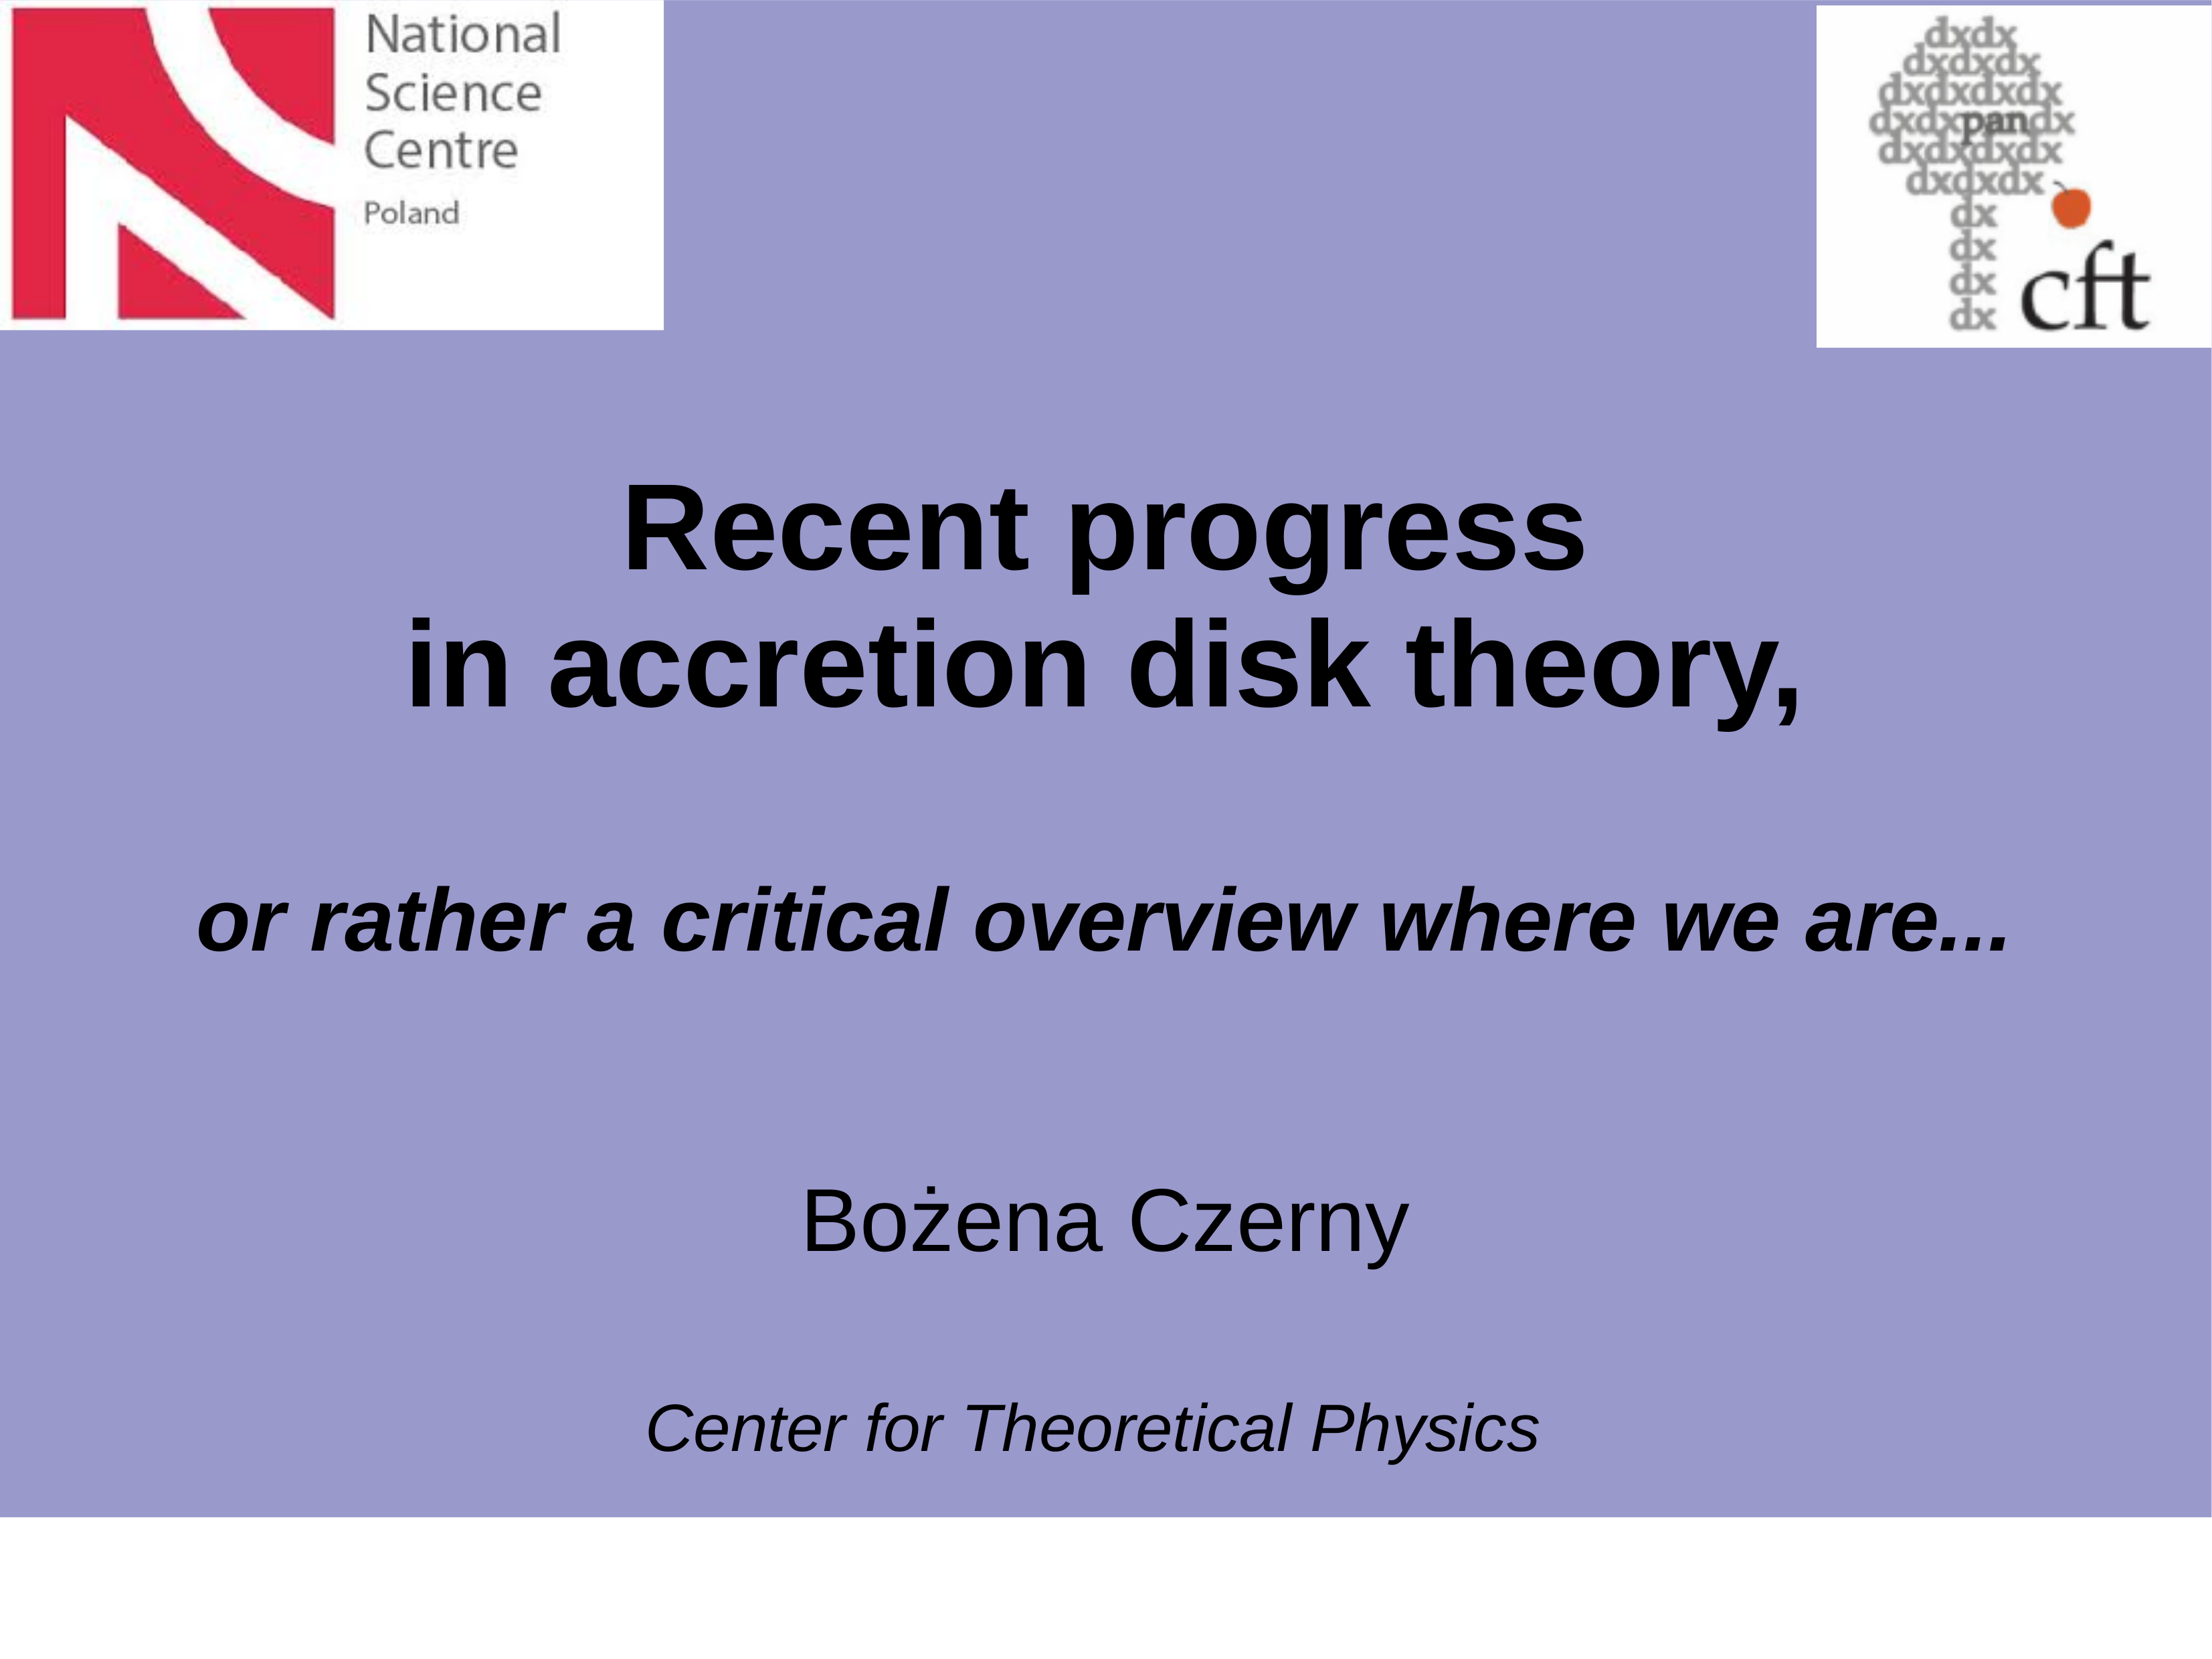 National
Science
Centre
Poland
dxdx
dxdxdx
dxdxdxdx
dxdxpandx
dxdxdxdx
dxdxdx
dx
dx
dx
dx
cft
Recent progress
in accretion disk theory,
or rather a critical overview where we are...
Bożena Czerny
Center for Theoretical Physics